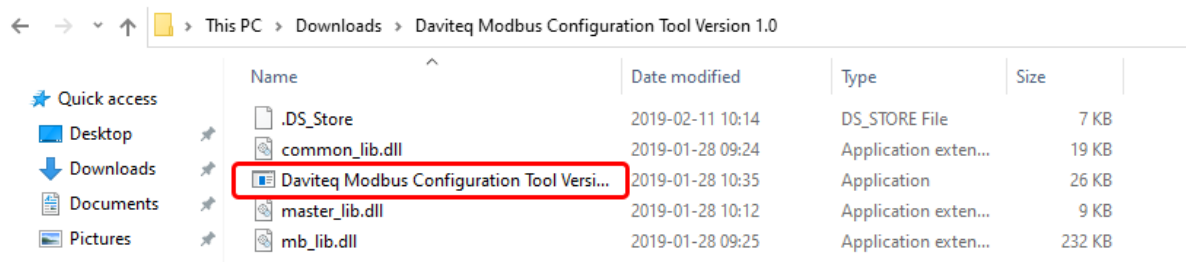 This PC > Downloads > Daviteq Modbus Configuration Tool Version 1.0
Name Date modified Type Size
Quick access
.DS_Store 2019-02-11 10:14 DS_STORE File 7 KB
Desktop
common_lib.dll 2019-01-28 09:24 Application exten... 19 KB
Downloads
Daviteq Modbus Configuration Tool Versi... 2019-01-28 10:35 Application 26 KB
Documents
master_lib.dll 2019-01-28 10:12 Application exten... 9 KB
Pictures
mb_lib.dll 2019-01-28 09:25 Application exten... 232 KB